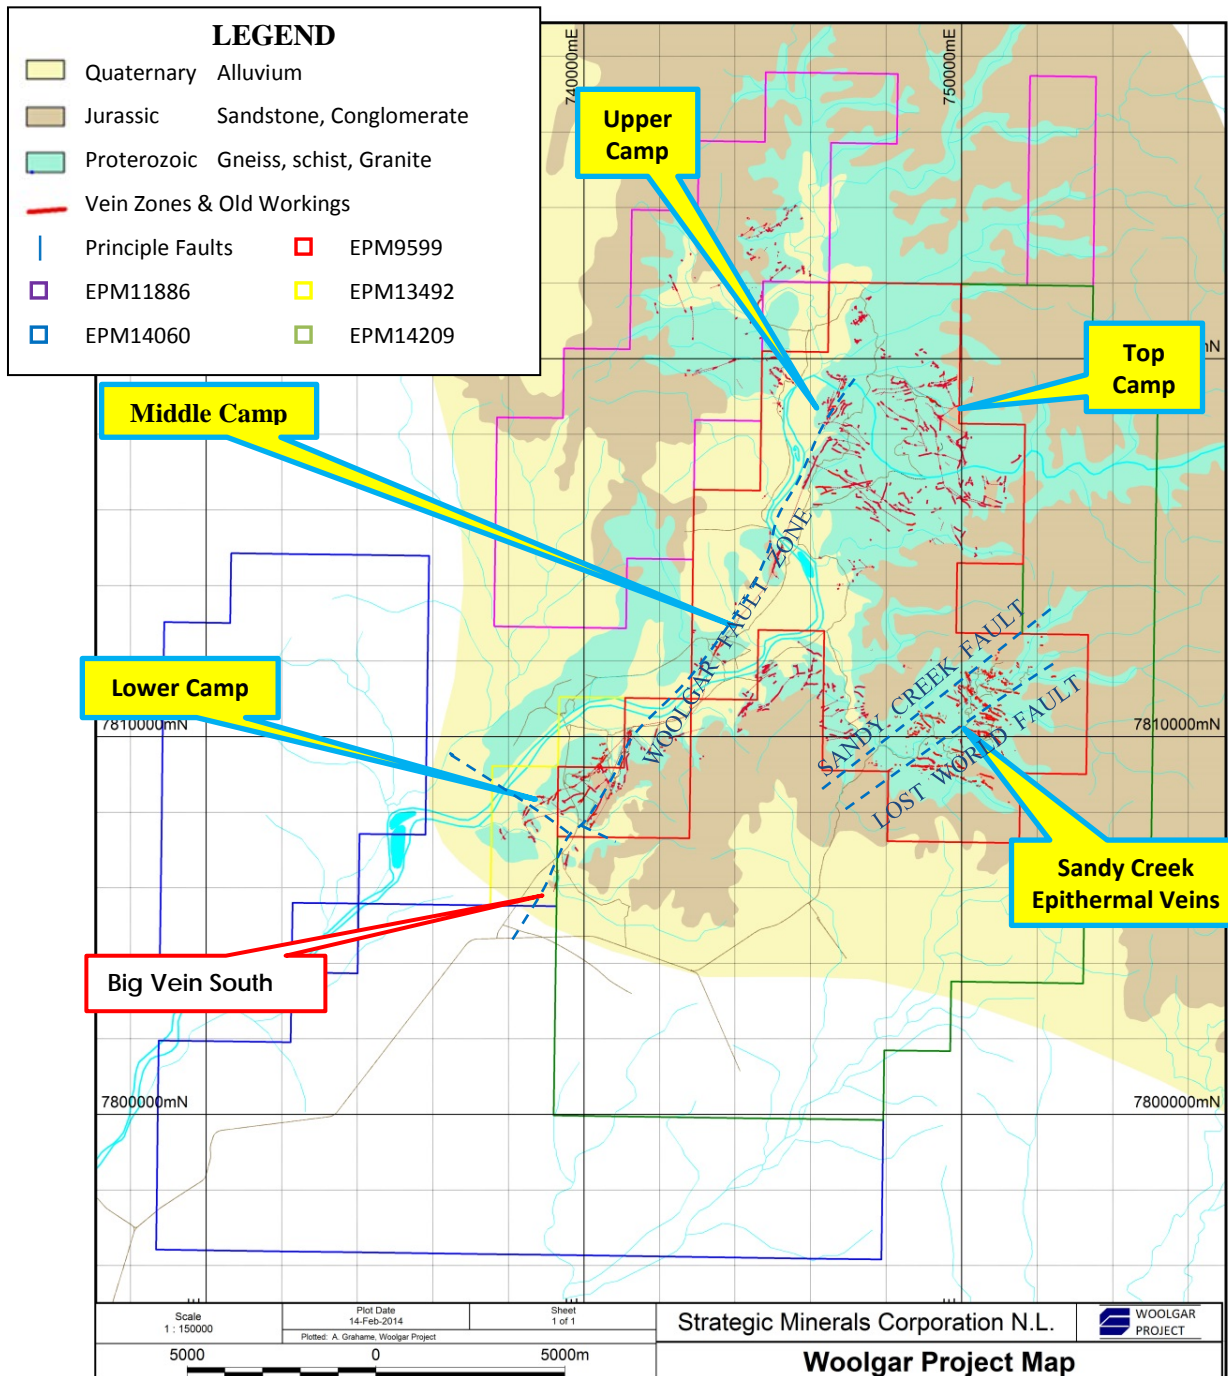 LEGEND
Quaternary Alluvium
Jurassic Sandstone, Conglomerate
Proterozoic Gneiss, schist, Granite
Vein Zones & Old Workings
Principle Faults
EPM9599
EPM11886
EPM13492
EPM14060
EPM14209
740000mE
750000mE
Upper
Camp
Top
Camp
Middle Camp
Lower Camp
7810000mN
7810000mN
WOOLGAR FAULT ZONE
SANDY CREEK FAULT
LOST WORLD FAULT
Sandy Creek
Epithermal Veins
Big Vein South
7800000mN
7800000mN
Scale
1 : 150000
Plot Date
14-Feb-2014
Sheet
1 of 1
Plotted: A. Grahame, Woolgar Project
Strategic Minerals Corporation N.L.
WOOLGAR
PROJECT
5000 0 5000m
Woolgar Project Map